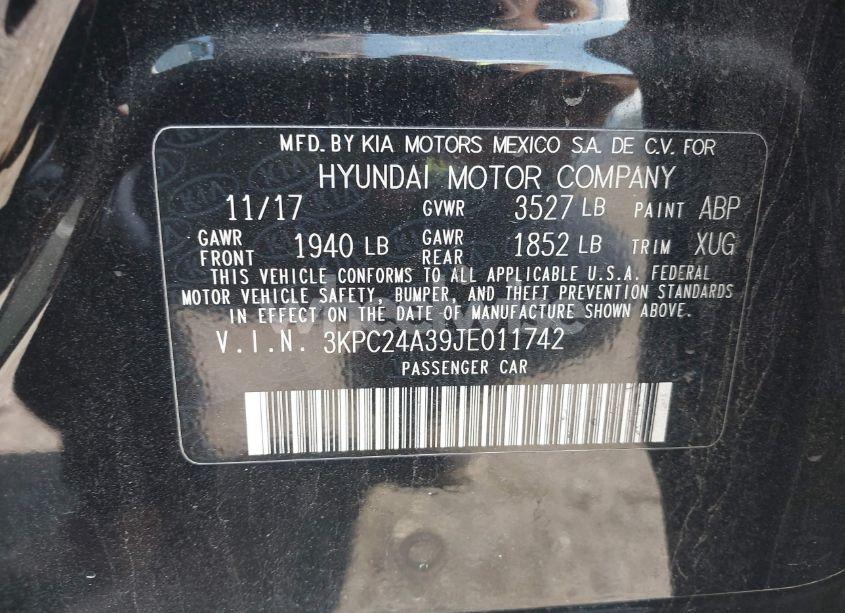 MFD. BY KIA MOTORS MEXICO S.A. DE C.V. FOR
HYUNDAI MOTOR COMPANY
11/17 GVWR 3527 LB PAINT ABP
GAWR FRONT 1940 LB GAWR REAR 1852 LB TRIM XUG
THIS VEHICLE CONFORMS TO ALL APPLICABLE U.S.A. FEDERAL
MOTOR VEHICLE SAFETY, BUMPER, AND THEFT PREVENTION STANDARDS
IN EFFECT ON THE DATE OF MANUFACTURE SHOWN ABOVE.
V.I.N. 3KPC24A39JE011742
PASSENGER CAR